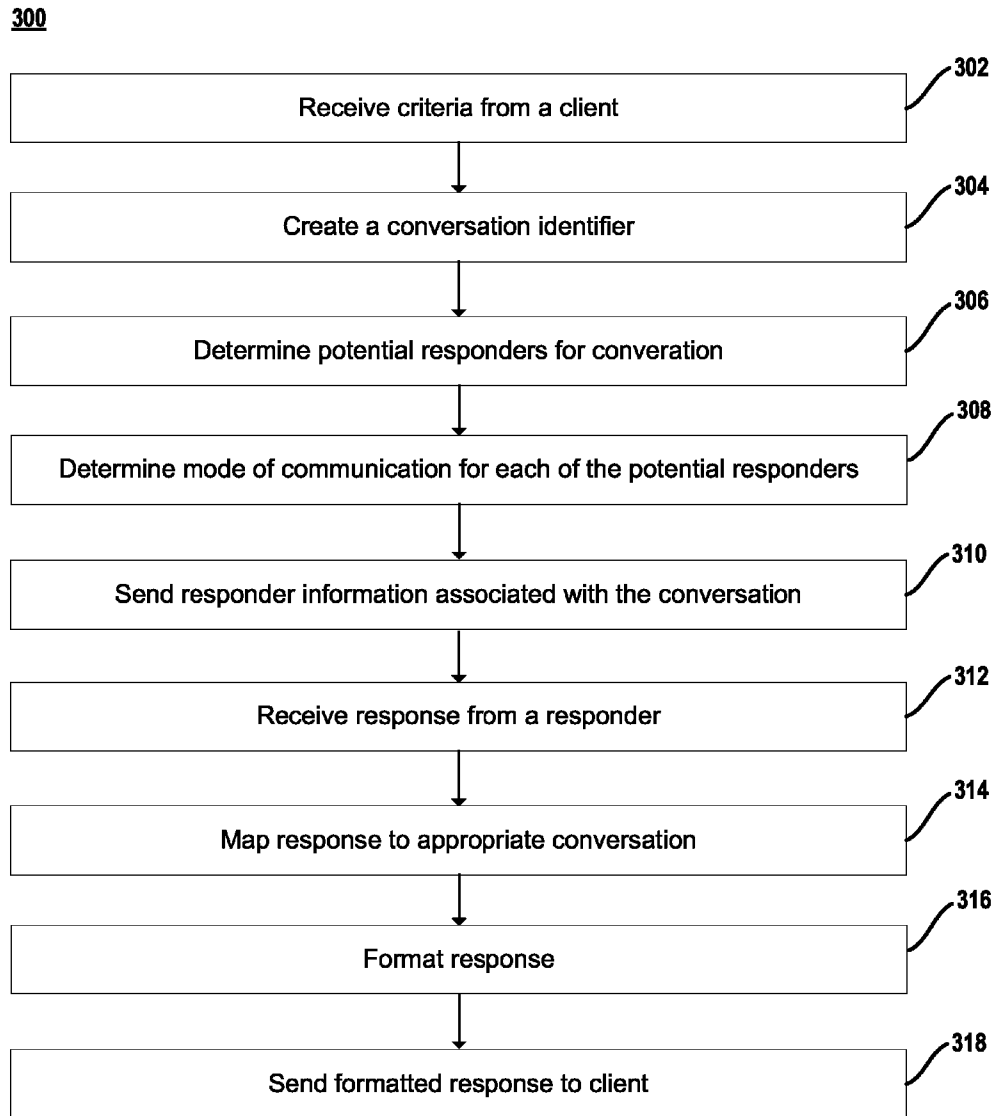 300
302
Receive criteria from a client
304
Create a conversation identifier
306
Determine potential responders for converation
308
Determine mode of communication for each of the potential responders
310
Send responder information associated with the conversation
312
Receive response from a responder
314
Map response to appropriate conversation
316
Format response
318
Send formatted response to client